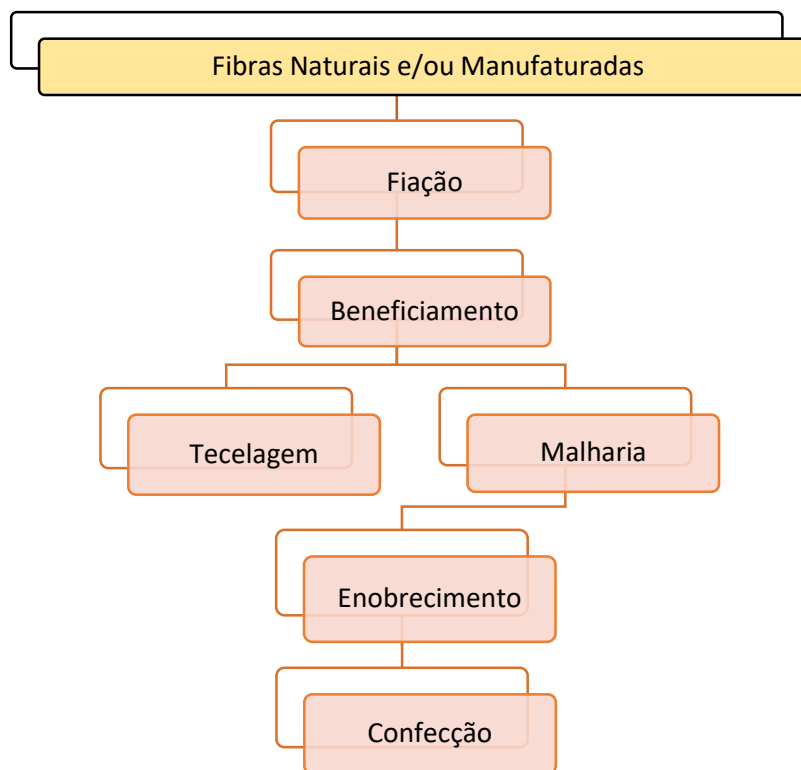 Fibras Naturais e/ou Manufaturadas
Fiação
Beneficiamento
Tecelagem
Malharia
Enobrecimento
Confecção